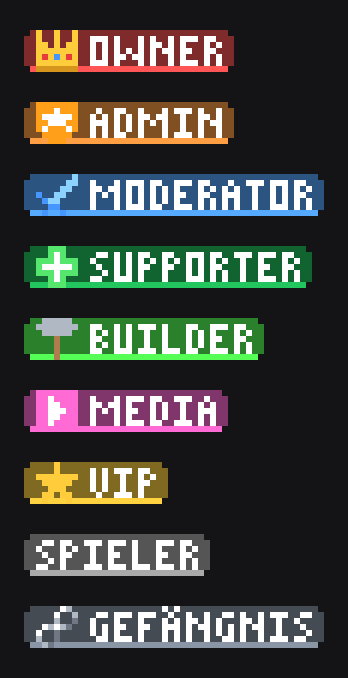 OWNER
ADMIN
MODERATOR
SUPPORTER
BUILDER
MEDIA
VIP
SPIELER
GEFÄNGNIS